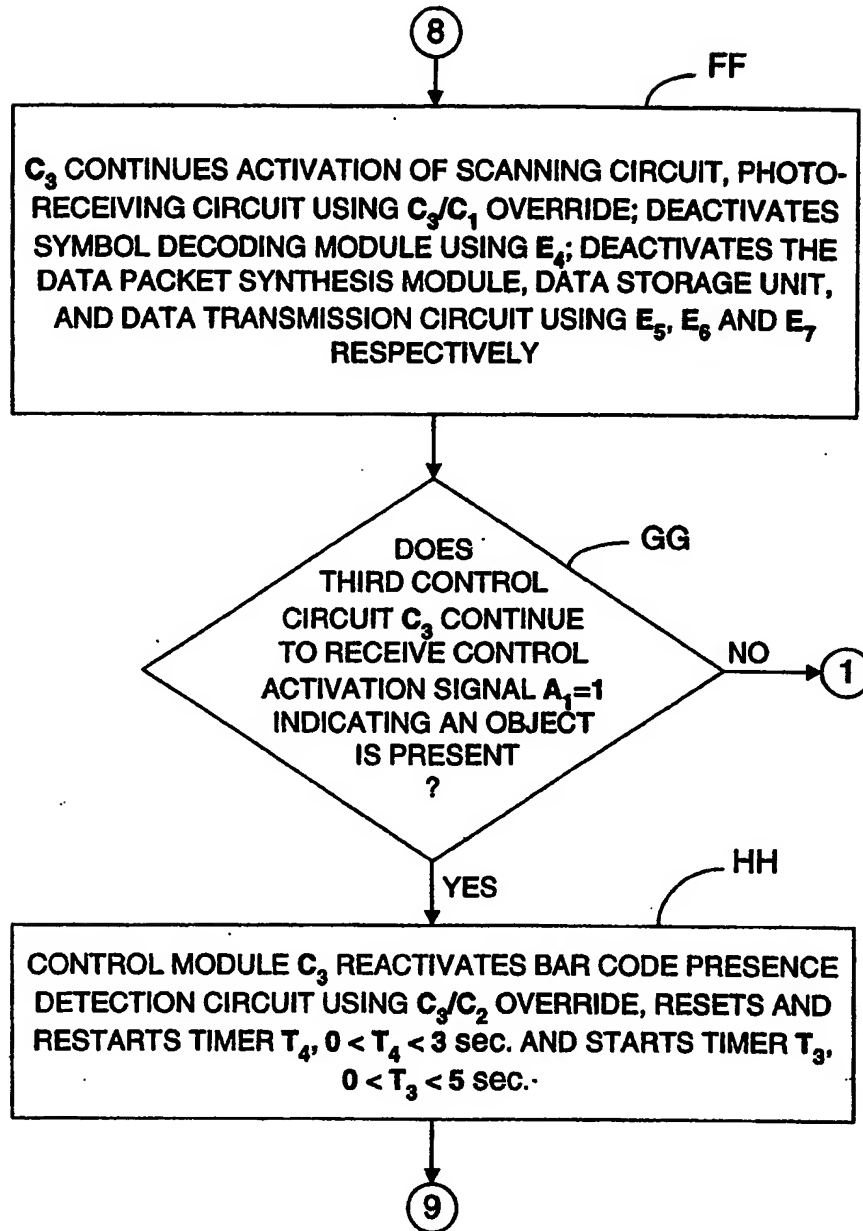 8
FF
C₃ CONTINUES ACTIVATION OF SCANNING CIRCUIT, PHOTO-
RECEIVING CIRCUIT USING C₃/C₁ OVERRIDE; DEACTIVATES
SYMBOL DECODING MODULE USING E₄; DEACTIVATES THE
DATA PACKET SYNTHESIS MODULE, DATA STORAGE UNIT,
AND DATA TRANSMISSION CIRCUIT USING E₅, E₆ AND E₇
RESPECTIVELY
GG
DOES
THIRD CONTROL
CIRCUIT C₃ CONTINUE
TO RECEIVE CONTROL
ACTIVATION SIGNAL A₁=1
INDICATING AN OBJECT
IS PRESENT
?
NO
1
YES
HH
CONTROL MODULE C₃ REACTIVATES BAR CODE PRESENCE
DETECTION CIRCUIT USING C₃/C₂ OVERRIDE, RESETS AND
RESTARTS TIMER T₄, 0 < T₄ < 3 sec. AND STARTS TIMER T₃,
0 < T₃ < 5 sec.
9